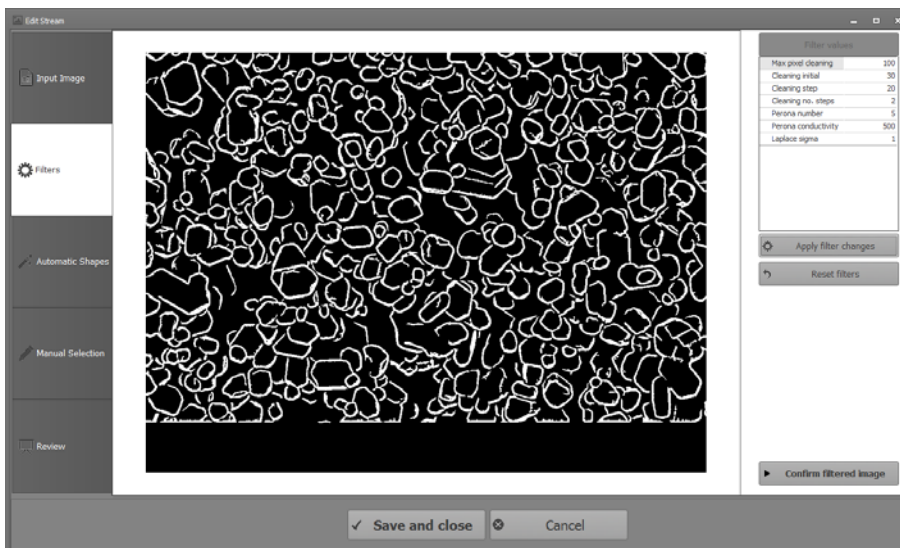 Edit Stream
Input Image
Filters
Automatic Shapes
Manual Selection
Review
Filter values
Max pixel cleaning 100
Cleaning initial 30
Cleaning step 20
Cleaning no. steps 2
Perona number 5
Perona conductivity 500
Laplace sigma 1
Apply filter changes
Reset filters
Confirm filtered image
Save and close
Cancel